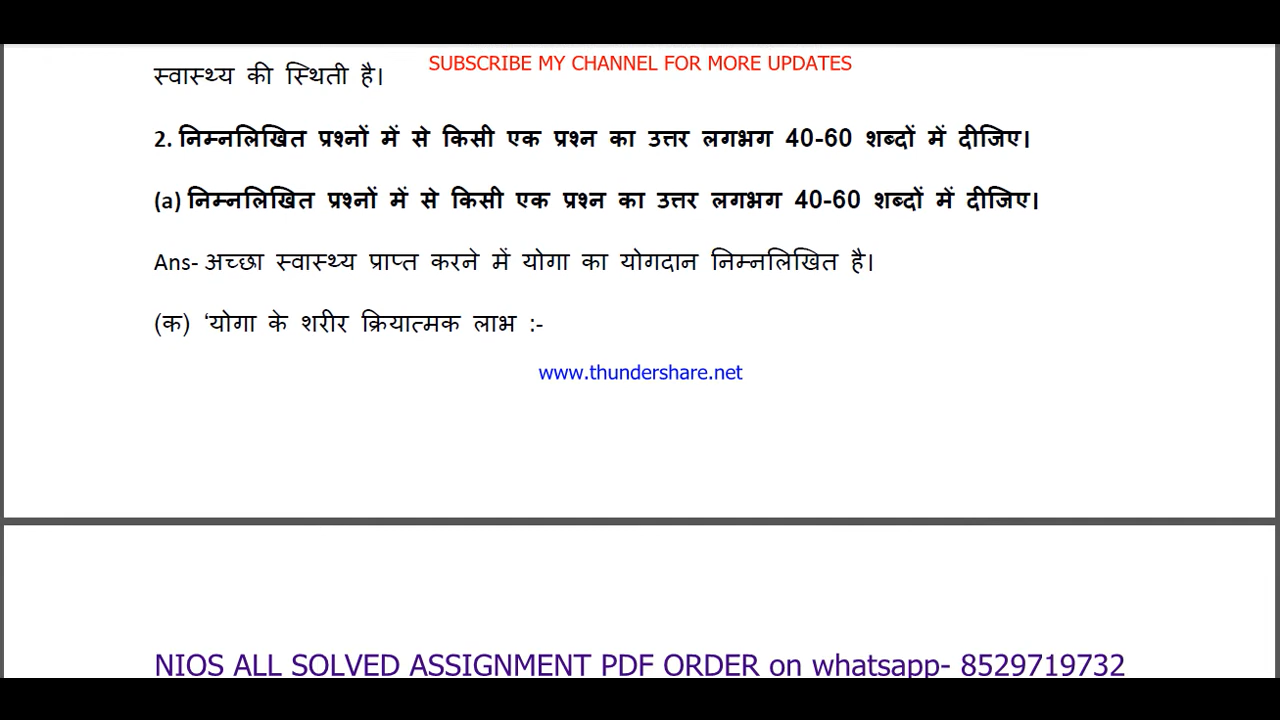 SUBSCRIBE MY CHANNEL FOR MORE UPDATES
स्वास्थ्य की स्थिती है।
2. निम्नलिखित प्रश्नों में से किसी एक प्रश्न का उत्तर लगभग 40-60 शब्दों में दीजिए।
(a) निम्नलिखित प्रश्नों में से किसी एक प्रश्न का उत्तर लगभग 40-60 शब्दों में दीजिए।
Ans- अच्छा स्वास्थ्य प्राप्त करने में योगा का योगदान निम्नलिखित है।
(क) ‘योगा के शरीर क्रियात्मक लाभ :-
www.thundershare.net
NIOS ALL SOLVED ASSIGNMENT PDF ORDER on whatsapp- 8529719732